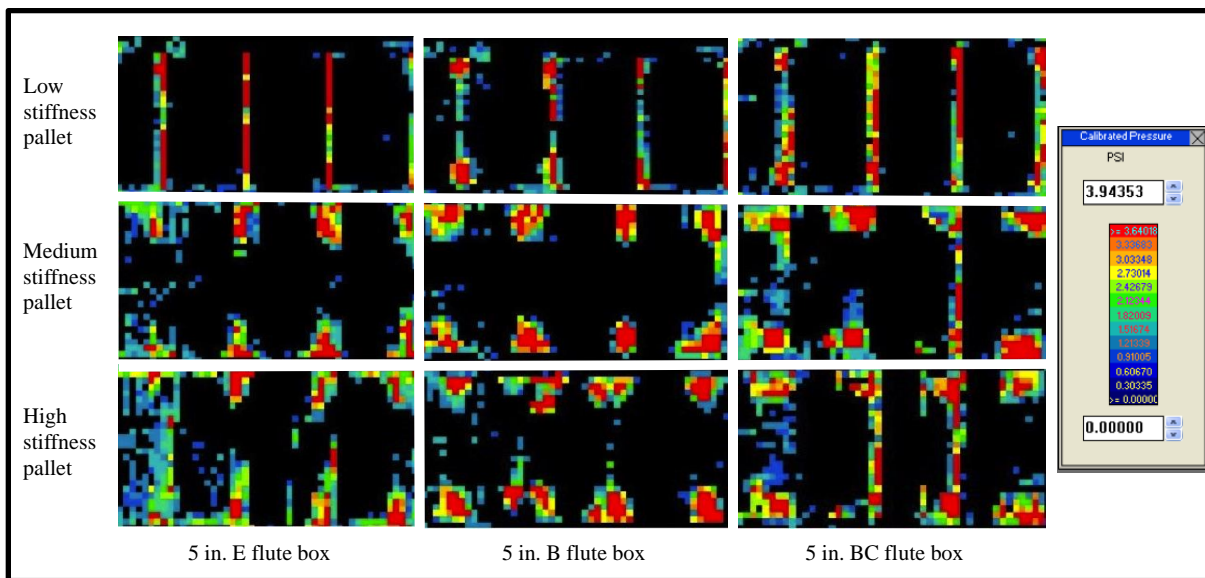 Low
stiffness
pallet
Medium
stiffness
pallet
High
stiffness
pallet
5 in. E flute box
5 in. B flute box
5 in. BC flute box
Calibrated Pressure
PSI
3.94353
>= 3.64018
3.33683
3.03348
2.73014
2.42679
2.12344
1.82009
1.51674
1.21339
0.91005
0.60670
0.30335
>= 0.0000
0.00000